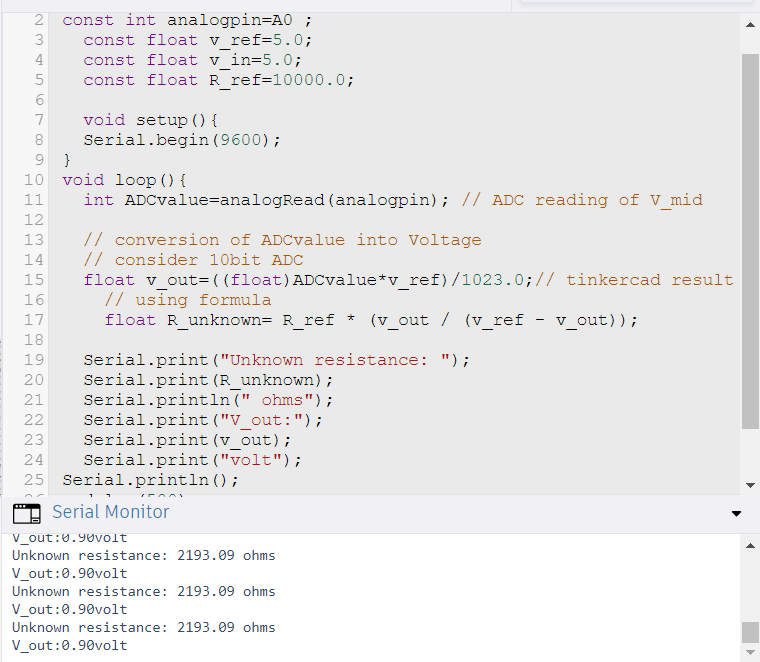 2 const int analogpin=A0 ;
3 const float v_ref=5.0;
4 const float v_in=5.0;
5 const float R_ref=10000.0;
6
7 void setup(){
8 Serial.begin(9600);
9 }
10 void loop(){
11 int ADCvalue=analogRead(analogpin); // ADC reading of V_mid
12
13 // conversion of ADCvalue into Voltage
14 // consider 10bit ADC
15 float v_out=((float)ADCvalue*v_ref)/1023.0;// tinkercad result
16 // using formula
17 float R_unknown= R_ref * (v_out / (v_ref - v_out));
18
19 Serial.print("Unknown resistance: ");
20 Serial.print(R_unknown);
21 Serial.println(" ohms");
22 Serial.print("V_out:");
23 Serial.print(v_out);
24 Serial.print("volt");
25 Serial.println();
Serial Monitor
V_out:0.90volt
Unknown resistance: 2193.09 ohms
V_out:0.90volt
Unknown resistance: 2193.09 ohms
V_out:0.90volt
Unknown resistance: 2193.09 ohms
V_out:0.90volt